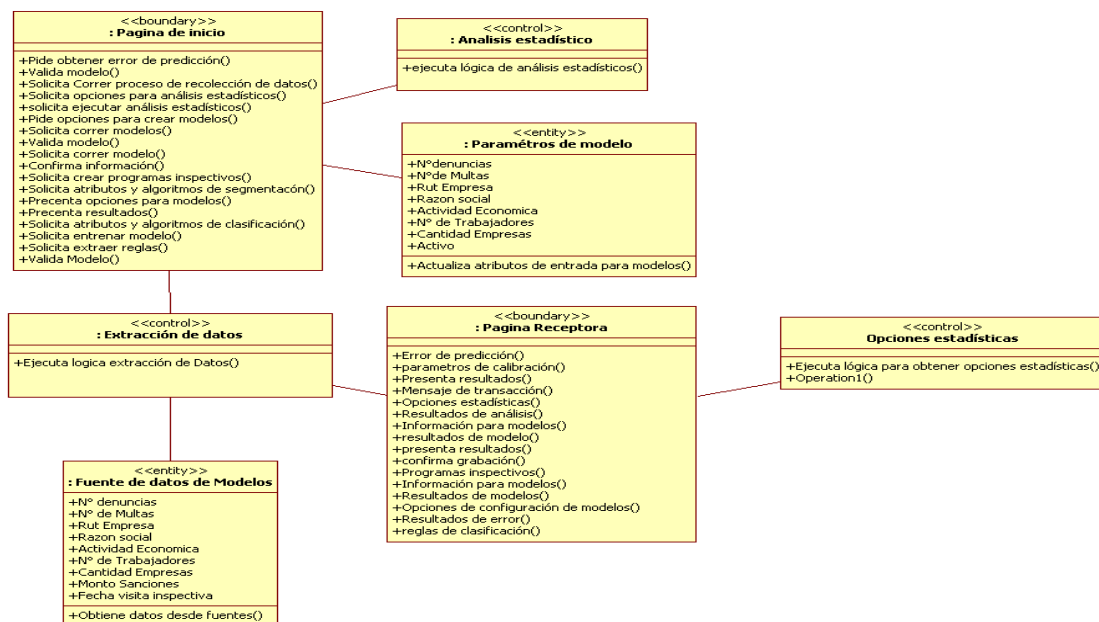 <<boundary>>
: Pagina de inicio
+Pide obtener error de predicción()
+Valida modelo()
+Solicita Correr proceso de recolección de datos()
+Solicita opciones para análisis estadísticos()
+solicita ejecutar análisis estadísticos()
+Pide opciones para crear modelos()
+Solicita correr modelos()
+Valida modelo()
+Solicita correr modelo()
+Confirma información()
+Solicita crear programas inspectivos()
+Solicita atributos y algoritmos de segmentacón()
+Precenta opciones para modelos()
+Precenta resultados()
+Solicita atributos y algoritmos de clasificación()
+Solicita entrenar modelo()
+Solicita extraer reglas()
+Valida Modelo()
<<control>>
: Analisis estadístico
+ejecuta lógica de análisis estadísticos()
<<entity>>
: Paramétros de modelo
+N°denuncias
+N°de Multas
+Rut Empresa
+Razon social
+Actividad Economica
+N° de Trabajadores
+Cantidad Empresas
+Activo
+Actualiza atributos de entrada para modelos()
<<control>>
: Extracción de datos
+Ejecuta logica extracción de Datos()
<<boundary>>
: Pagina Receptora
+Error de predicción()
+parametros de calibración()
+Presenta resultados()
+Mensaje de transacción()
+Opciones estadísticas()
+Resultados de análisis()
+Información para modelos()
+resultados de modelo()
+presenta resultados()
+confirma grabación()
+Programas inspectivos()
+Información para modelos()
+Resultados de modelos()
+Opciones de configuración de modelos()
+Resultados de error()
+reglas de clasificación()
<<control>>
Opciones estadísticas
+Ejecuta lógica para obtener opciones estadísticas()
+Operation1()
<<entity>>
: Fuente de datos de Modelos
+N° denuncias
+N° de Multas
+Rut Empresa
+Razon social
+Actividad Economica
+N° de Trabajadores
+Cantidad Empresas
+Monto Sanciones
+Fecha visita inspectiva
+Obtiene datos desde fuentes()